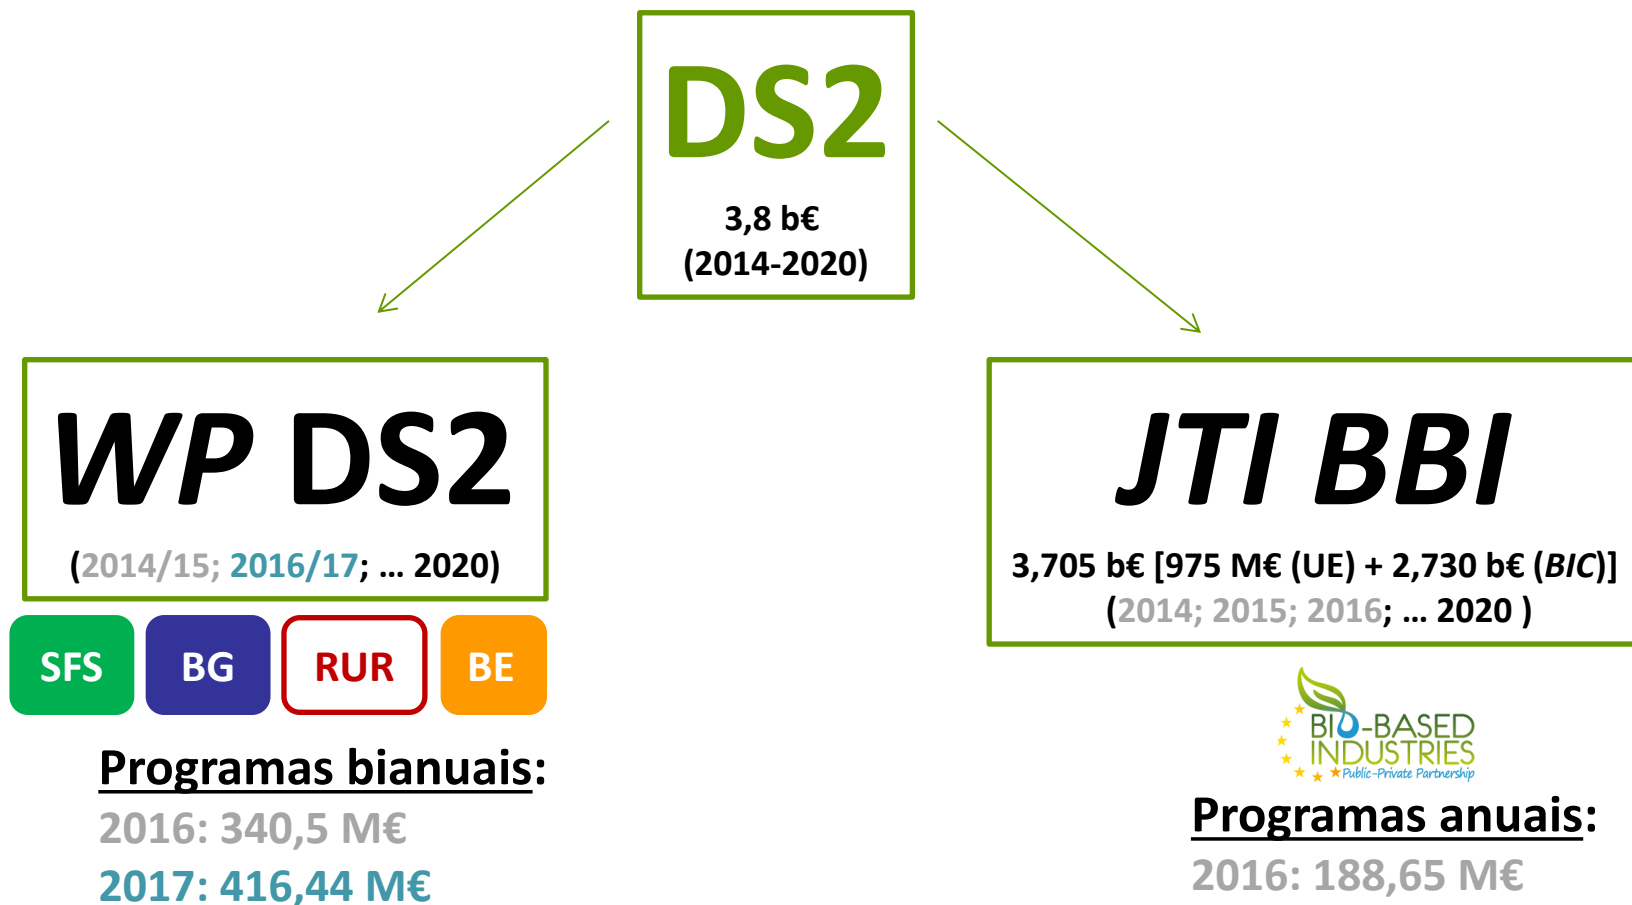 DS2
3,8 b€
(2014-2020)
WP DS2
(2014/15; 2016/17; ... 2020)
SFS
BG
RUR
BE
Programas bianuais:
2016: 340,5 M€
2017: 416,44 M€
JTI BBI
3,705 b€ [975 M€ (UE) + 2,730 b€ (BIC)]
(2014; 2015; 2016; ... 2020 )
BIO-BASED
INDUSTRIES
Public-Private Partnership
Programas anuais:
2016: 188,65 M€